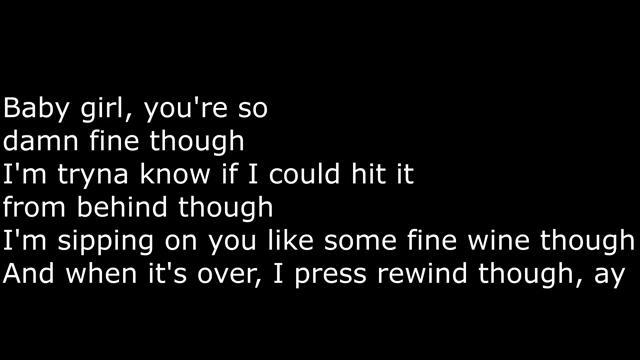 Baby girl, you're so
damn fine though
I'm tryna know if I could hit it
from behind though
I'm sipping on you like some fine wine though
And when it's over, I press rewind though, ay